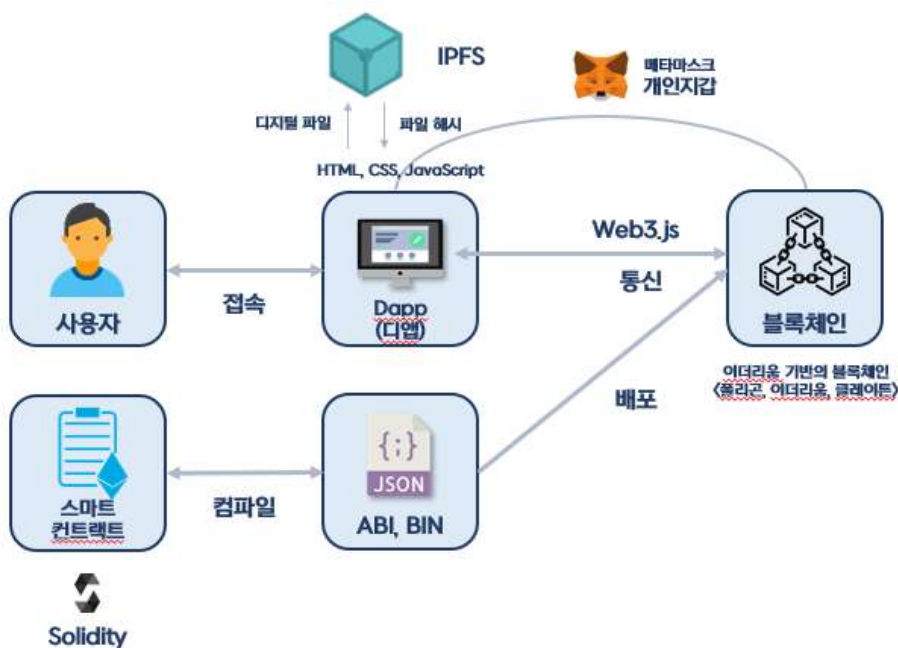 IPFS
메타마스크
개인지갑
디지털 파일
파일 해시
HTML, CSS, JavaScript
Web3.js
통신
접속
사용자
Dapp
(디앱)
블록체인
이더리움 기반의 블록체인
<폴리곤, 이더리움, 클레이튼>
배포
{;}
JSON
스마트
컨트랙트
컴파일
ABI, BIN
Solidity